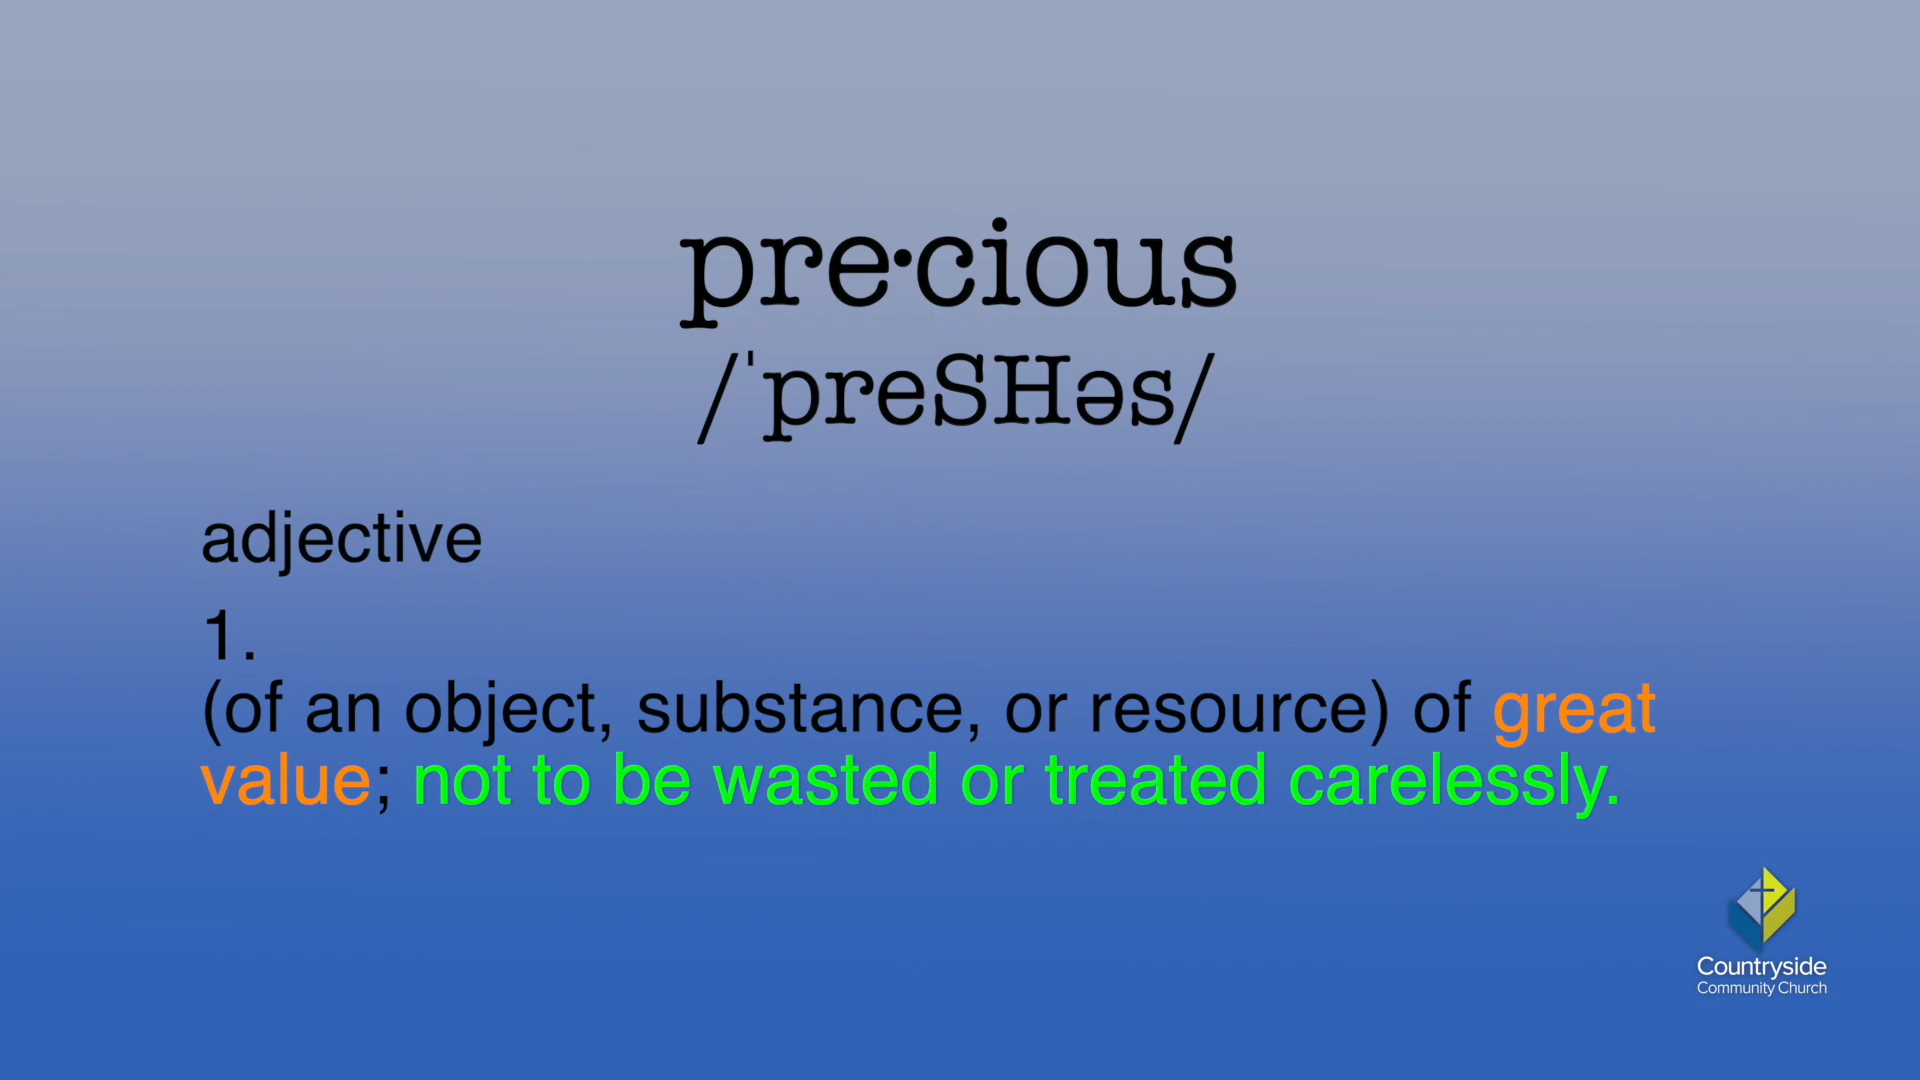 pre·cious
/ˈpreSHəs/
adjective
1.
(of an object, substance, or resource) of great
value; not to be wasted or treated carelessly.
Countryside
Community Church